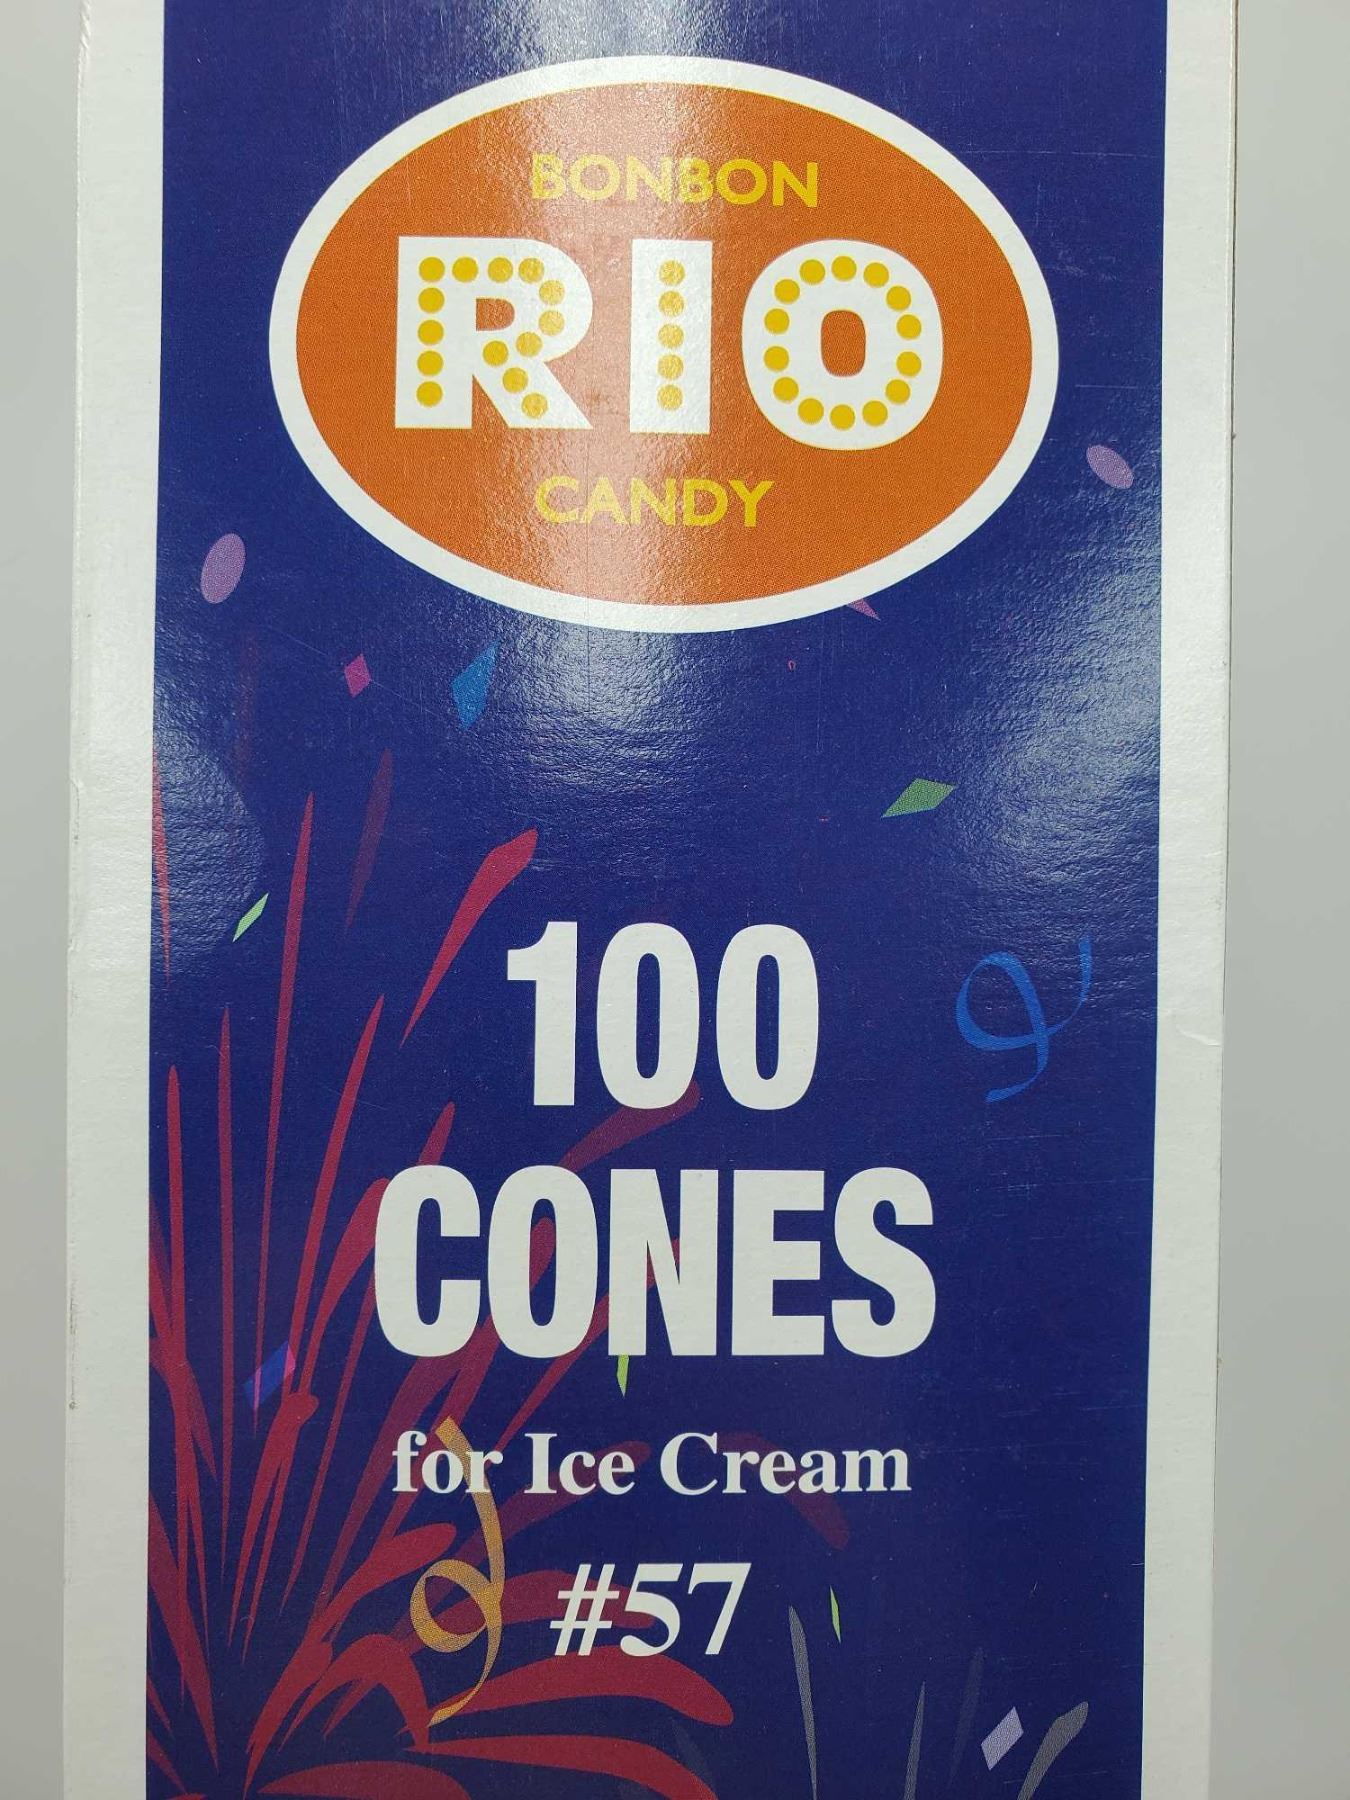 BONBON
RIO
CANDY
100
CONES
for Ice Cream
#57